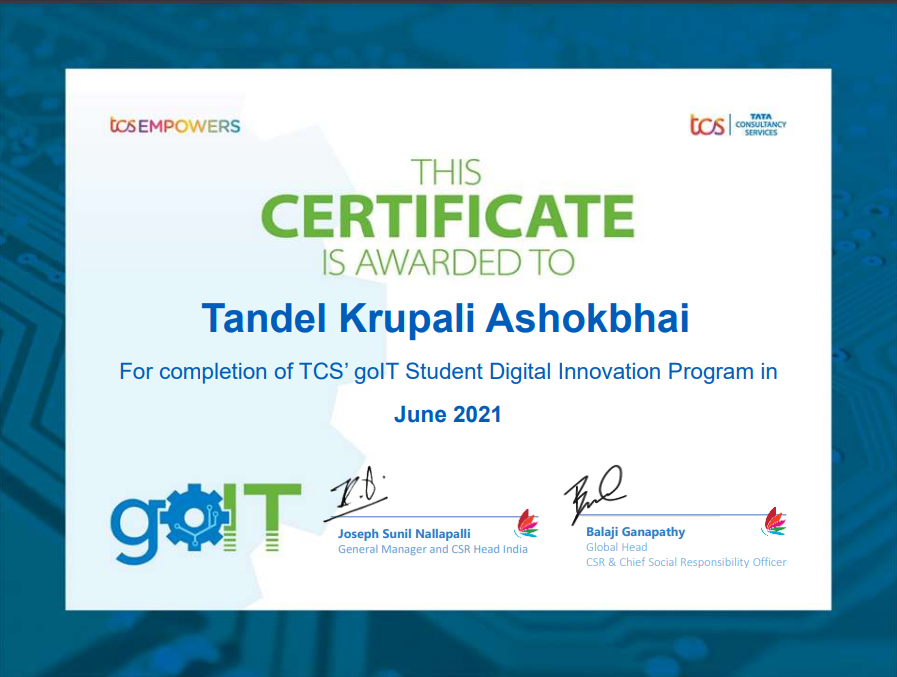 tcs EMPOWERS
tcs | TATA CONSULTANCY SERVICES
THIS
CERTIFICATE
IS AWARDED TO
Tandel Krupali Ashokbhai
For completion of TCS’ goIT Student Digital Innovation Program in
June 2021
goIT
Joseph Sunil Nallapalli
General Manager and CSR Head India
Balaji Ganapathy
Global Head
CSR & Chief Social Responsibility Officer